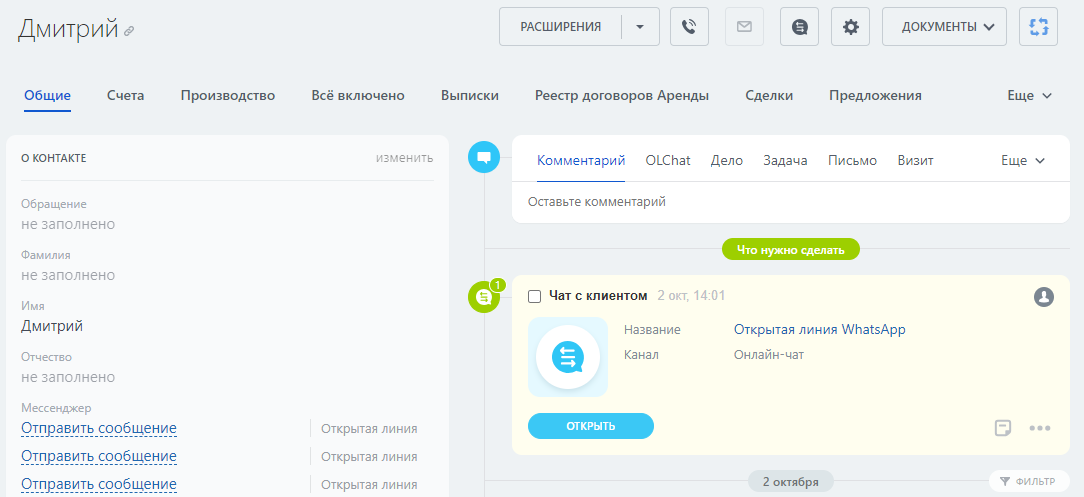 Дмитрий
РАСШИРЕНИЯ
ДОКУМЕНТЫ
Общие Счета Производство Всё включено Выписки Реестр договоров Аренды Сделки Предложения Еще
О КОНТАКТЕ изменить
Обращение
не заполнено
Фамилия
не заполнено
Имя
Дмитрий
Отчество
не заполнено
Мессенджер
Отправить сообщение Открытая линия
Отправить сообщение Открытая линия
Отправить сообщение Открытая линия
Комментарий OLChat Дело Задача Письмо Визит Еще
Оставьте комментарий
Что нужно сделать
1
Чат с клиентом 2 окт, 14:01
Название Открытая линия WhatsApp
Канал Онлайн-чат
ОТКРЫТЬ
2 октября
ФИЛЬТР